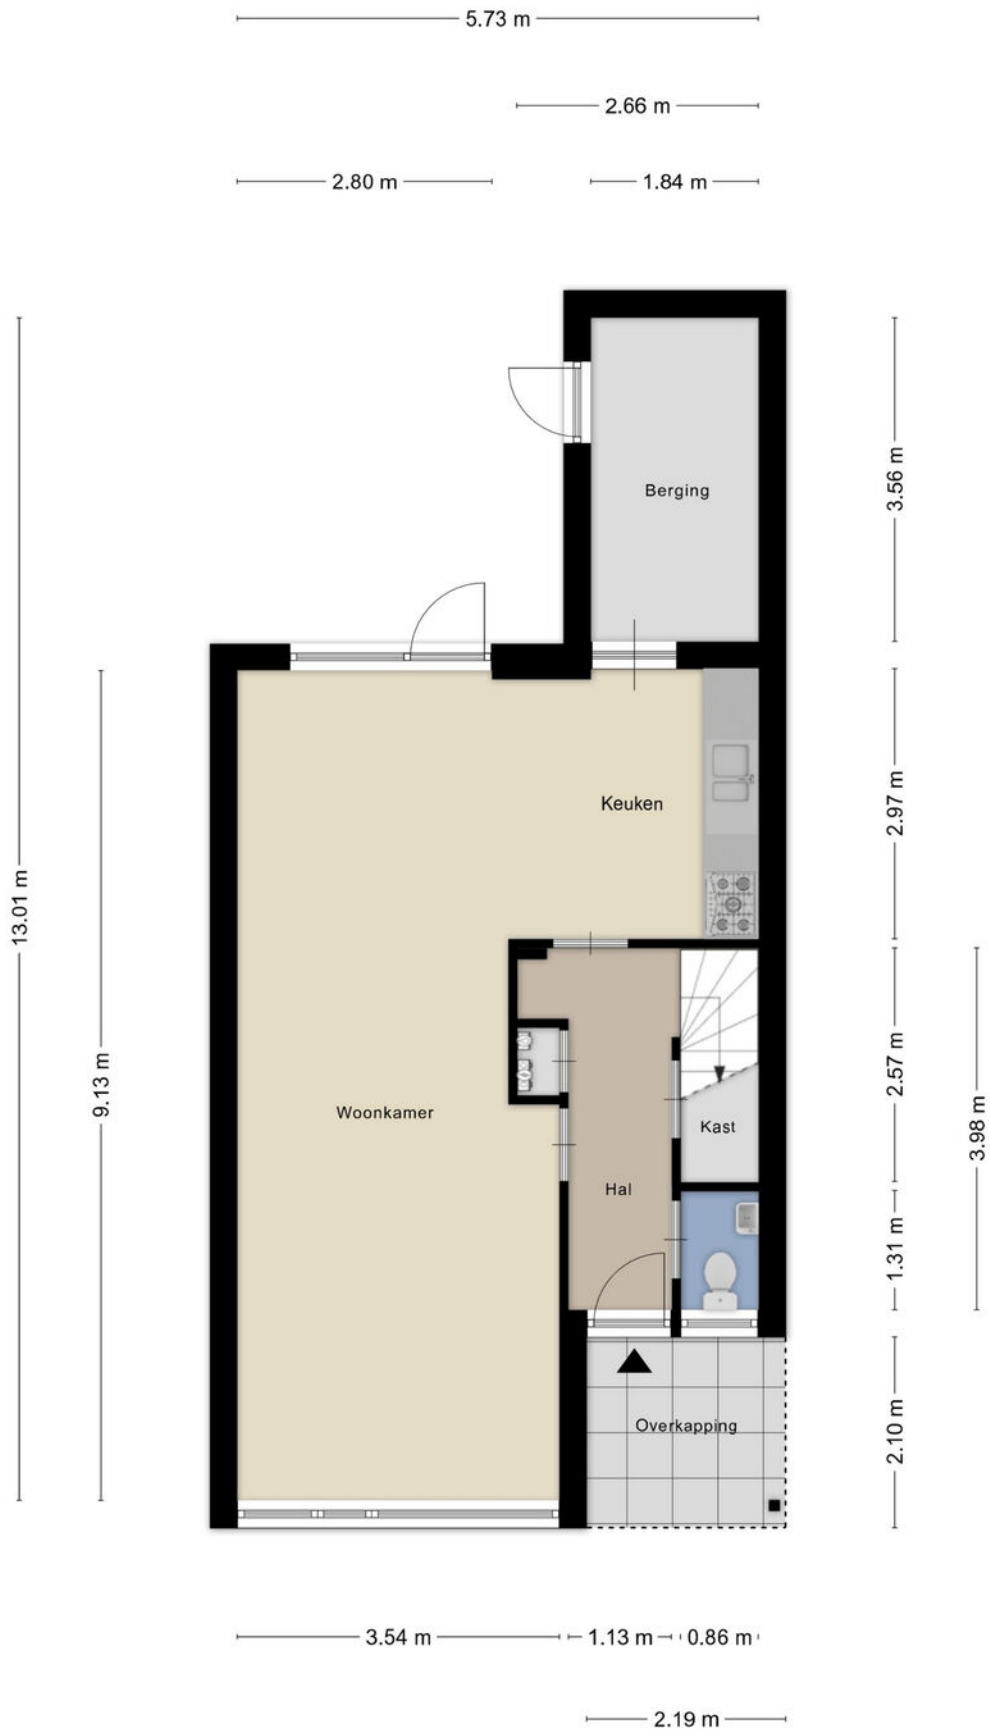 5.73 m
2.66 m
2.80 m
1.84 m
Berging
3.56 m
Keuken
2.97 m
13.01 m
9.13 m
Woonkamer
2.57 m
Kast
3.98 m
Hal
1.31 m
Overkapping
2.10 m
3.54 m
1.13 m
0.86 m
2.19 m